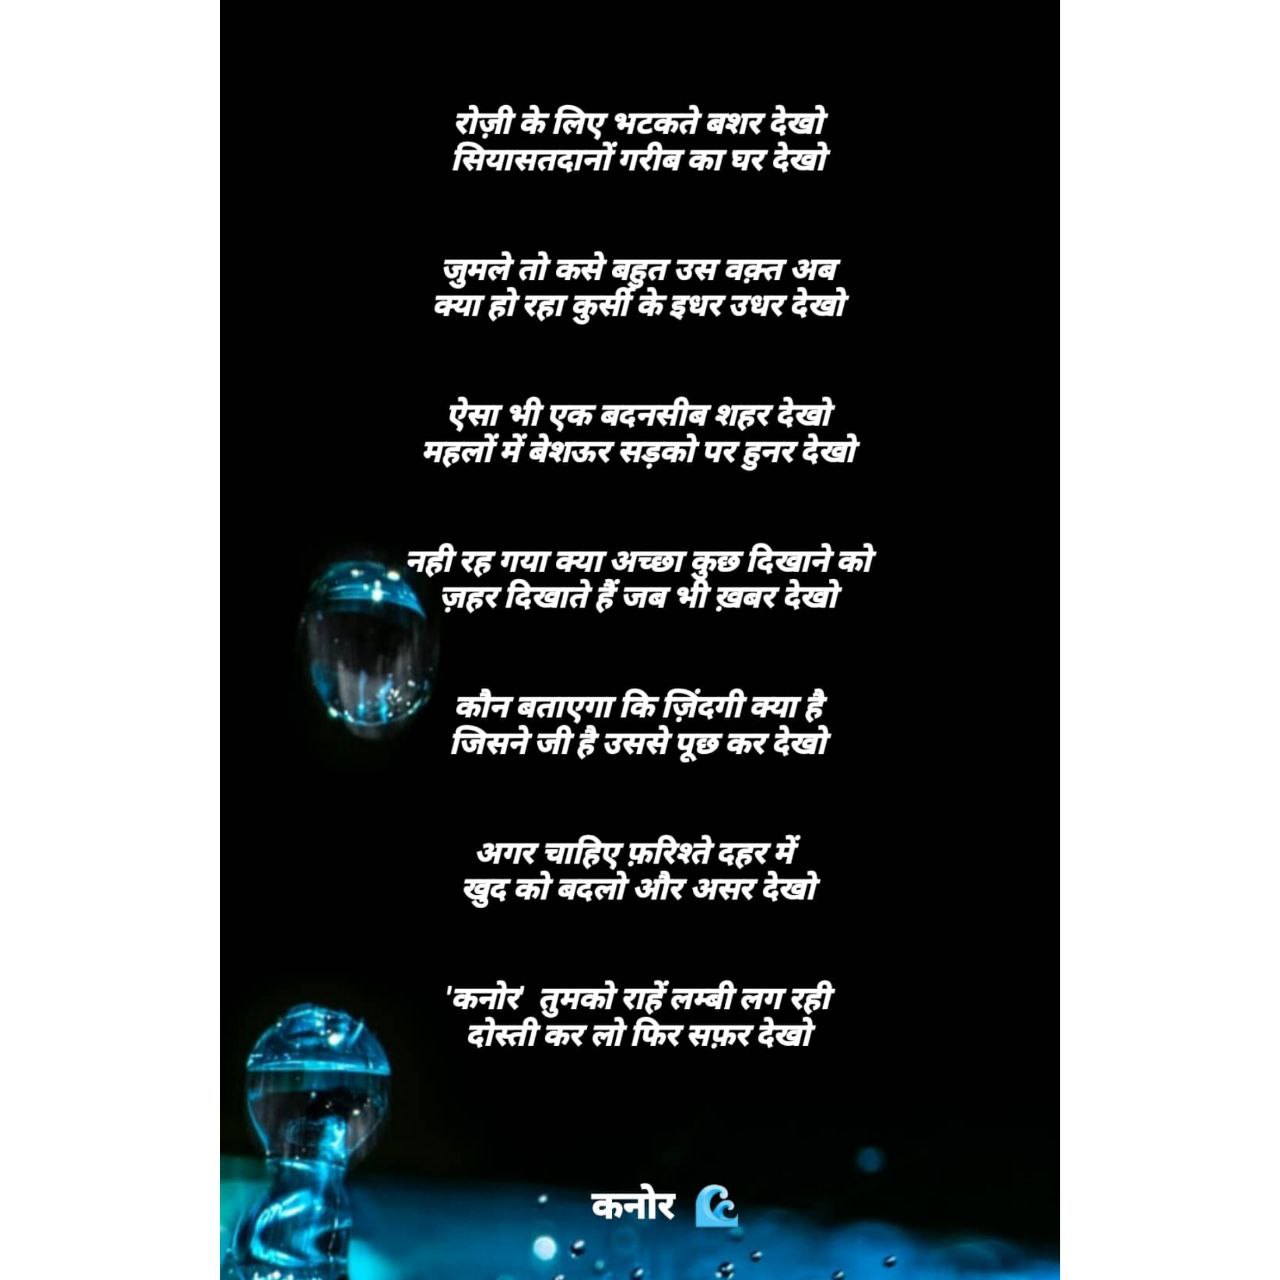 रोज़ी के लिए भटकते बशर देखो
सियासतदानों गरीब का घर देखो
जुमले तो कसे बहुत उस वक़्त अब
क्या हो रहा कुर्सी के इधर उधर देखो
ऐसा भी एक बदनसीब शहर देखो
महलों में बेशऊर सड़को पर हुनर देखो
नही रह गया क्या अच्छा कुछ दिखाने को
ज़हर दिखाते हैं जब भी ख़बर देखो
कौन बताएगा कि ज़िंदगी क्या है
जिसने जी है उससे पूछ कर देखो
अगर चाहिए फ़रिश्ते दहर में
खुद को बदलो और असर देखो
'कनोर' तुमको राहें लम्बी लग रही
दोस्ती कर लो फिर सफ़र देखो
कनोर 🌊